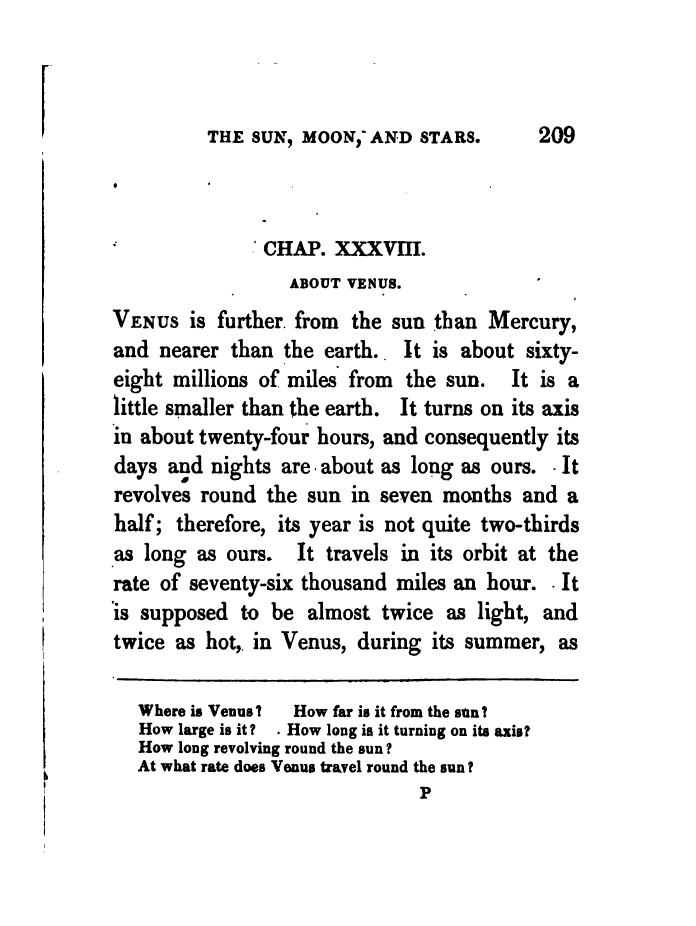 THE SUN, MOON, AND STARS. 209
CHAP. XXXVIII.
ABOUT VENUS.
VENUS is further from the sun than Mercury,
and nearer than the earth. It is about sixty-
eight millions of miles from the sun. It is a
little smaller than the earth. It turns on its axis
in about twenty-four hours, and consequently its
days and nights are about as long as ours. It
revolves round the sun in seven months and a
half; therefore, its year is not quite two-thirds
as long as ours. It travels in its orbit at the
rate of seventy-six thousand miles an hour. It
is supposed to be almost twice as light, and
twice as hot, in Venus, during its summer, as
Where is Venus? How far is it from the sun?
How large is it? How long is it turning on its axis?
How long revolving round the sun?
At what rate does Venus travel round the sun?
P